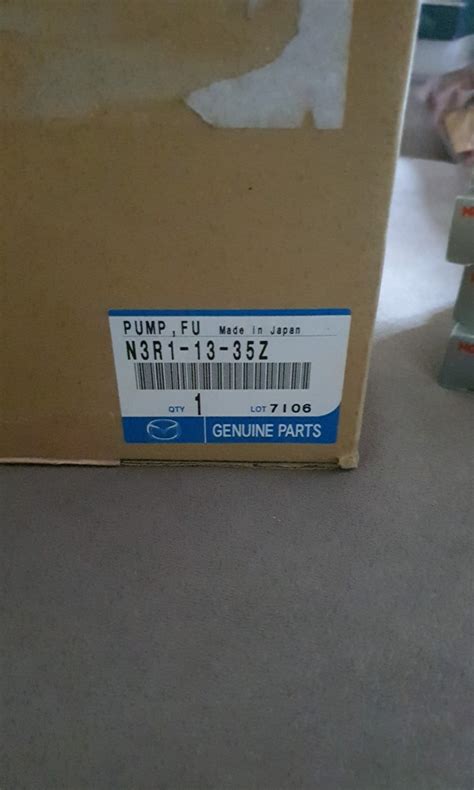 PUMP, FU Made in Japan
N3R1-13-35Z
QTY 1 LOT 7106
GENUINE PARTS